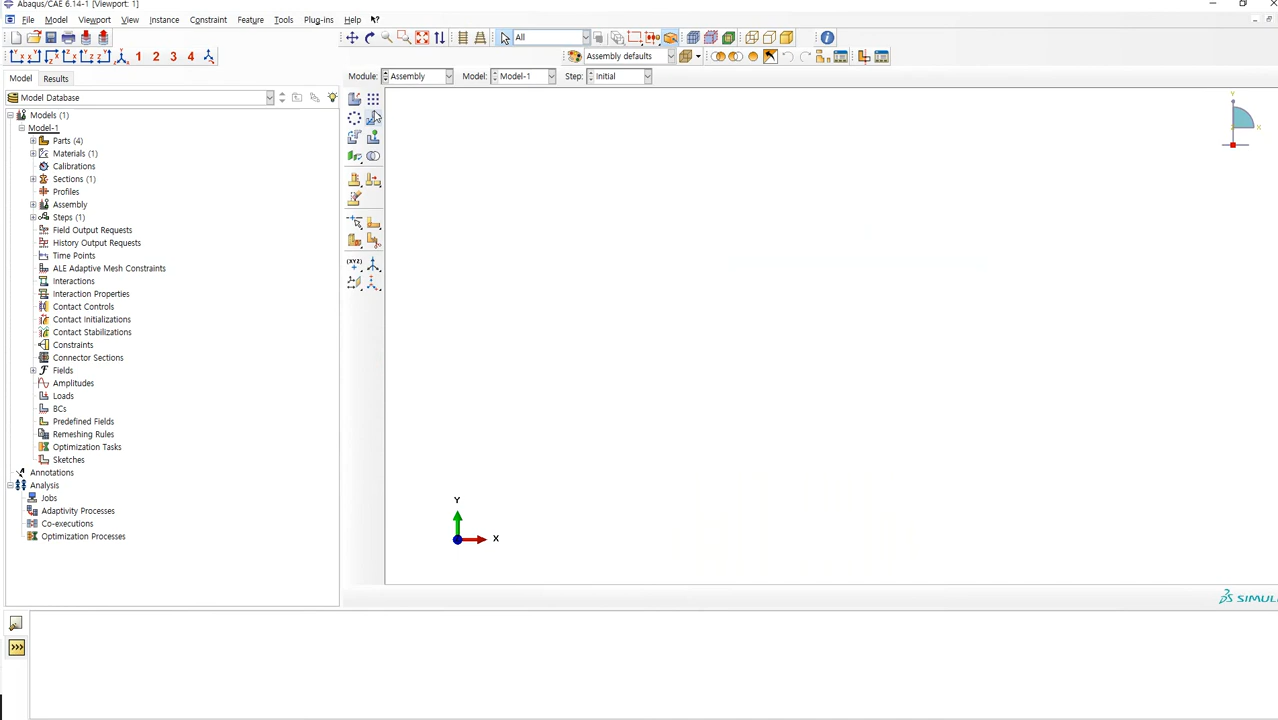 Abaqus/CAE 6.14-1 [Viewport: 1]
File Model Viewport View Instance Constraint Feature Tools Plug-ins Help
All
1 2 3 4
Assembly defaults
Model Results
Module: Assembly Model: Model-1 Step: Initial
Model Database
Models (1)
Model-1
Parts (4)
Materials (1)
Calibrations
Sections (1)
Profiles
Assembly
Steps (1)
Field Output Requests
History Output Requests
Time Points
ALE Adaptive Mesh Constraints
Interactions
Interaction Properties
Contact Controls
Contact Initializations
Contact Stabilizations
Constraints
Connector Sections
Fields
Amplitudes
Loads
BCs
Predefined Fields
Remeshing Rules
Optimization Tasks
Sketches
Annotations
Analysis
Jobs
Adaptivity Processes
Co-executions
Optimization Processes
(XYZ)
Y
X
Y
X
SIMULI
>>>